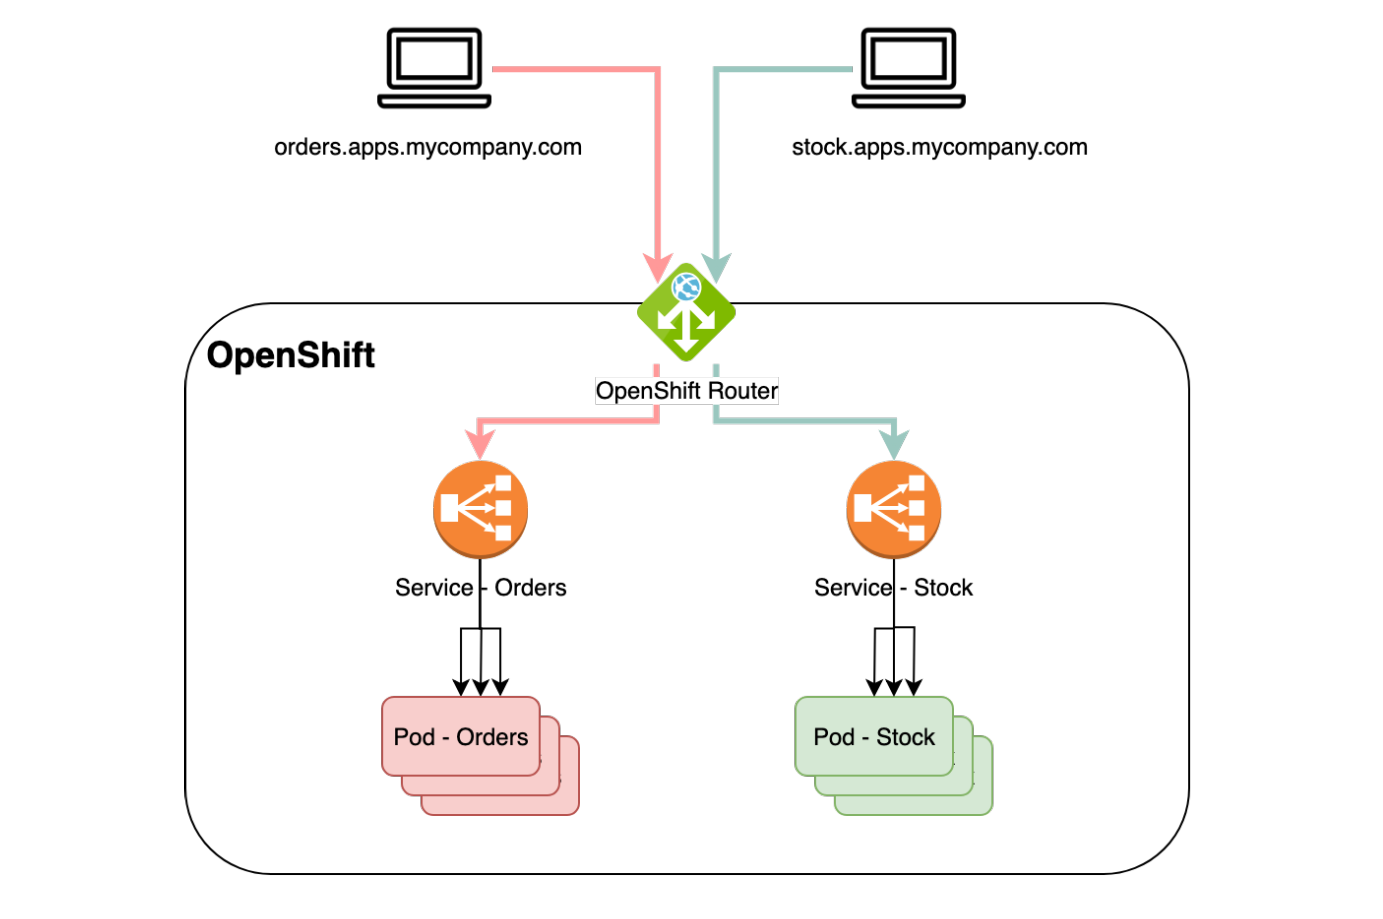 orders.apps.mycompany.com
stock.apps.mycompany.com
OpenShift
OpenShift Router
Service - Orders
Service - Stock
Pod - Orders
Pod - Stock